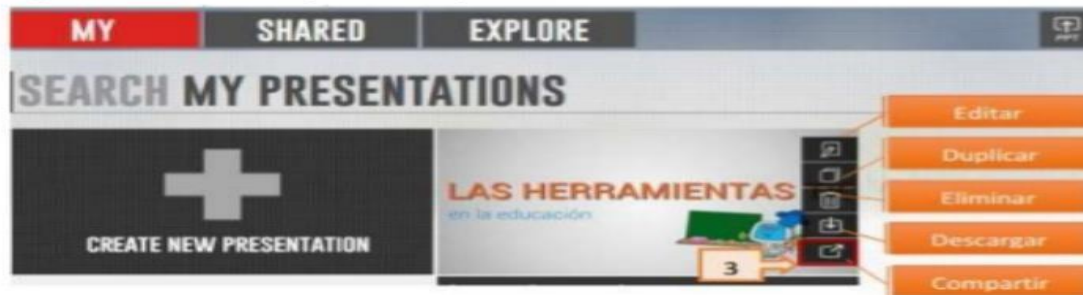 MY SHARED EXPLORE PPT
SEARCH MY PRESENTATIONS
Editar
Duplicar
LAS HERRAMIENTAS
Eliminar
en la educación
CREATE NEW PRESENTATION
Descargar
3
Compartir